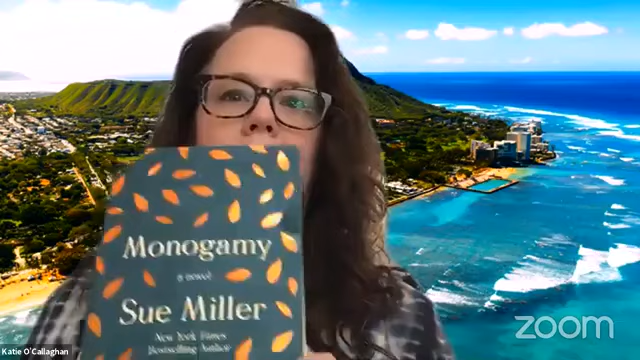 Monogamy
a novel
Sue Miller
New York Times
Bestselling Author
Katie O'Callaghan
zoom